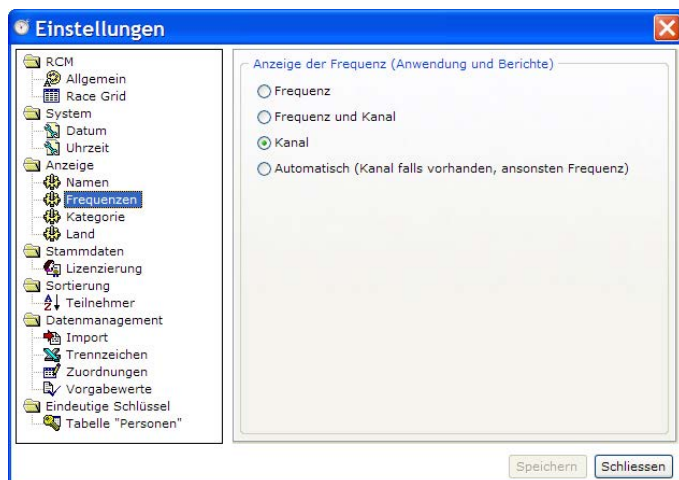 Einstellungen
RCM
Allgemein
Race Grid
System
Datum
Uhrzeit
Anzeige
Namen
Frequenzen
Kategorie
Land
Stammdaten
Lizenzierung
Sortierung
Teilnehmer
Datenmanagement
Import
Trennzeichen
Zuordnungen
Vorgabewerte
Eindeutige Schlüssel
Tabelle "Personen"
Anzeige der Frequenz (Anwendung und Berichte)
Frequenz
Frequenz und Kanal
Kanal
Automatisch (Kanal falls vorhanden, ansonsten Frequenz)
Speichern
Schliessen